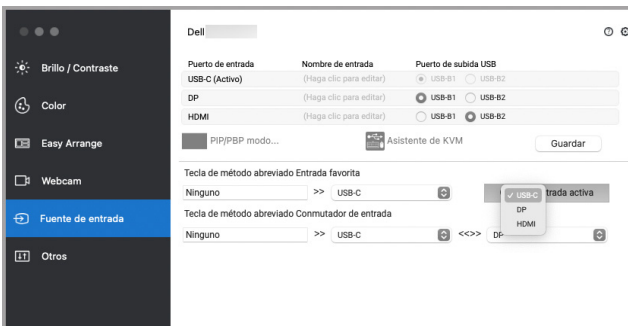 Dell
Brillo / Contraste
Color
Easy Arrange
Webcam
Fuente de entrada
Otros
Puerto de entrada Nombre de entrada Puerto de subida USB
USB-C (Activo) (Haga clic para editar) USB-B1 USB-B2
DP (Haga clic para editar) USB-B1 USB-B2
HDMI (Haga clic para editar) USB-B1 USB-B2
PIP/PBP modo... Asistente de KVM Guardar
Tecla de método abreviado Entrada favorita
Ninguno >> USB-C
✓ USB-C
DP
HDMI
trada activa
Tecla de método abreviado Conmutador de entrada
Ninguno >> USB-C <<>> DP